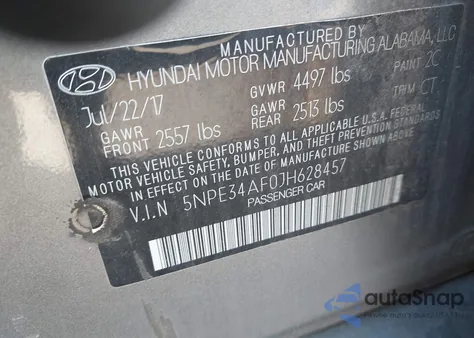 MANUFACTURED BY
HYUNDAI MOTOR MANUFACTURING ALABAMA, LLC
Jul/22/17 GVWR 4497 lbs PAINT 2C
GAWR FRONT 2557 lbs GAWR REAR 2513 lbs TRIM CT
THIS VEHICLE CONFORMS TO ALL APPLICABLE U.S.A. FEDERAL
MOTOR VEHICLE SAFETY, BUMPER, AND THEFT PREVENTION STANDARDS
IN EFFECT ON THE DATE OF MANUFACTURE SHOWN ABOVE.
V.I.N 5NPE34AF0JH628457
PASSENGER CAR
autoSnap